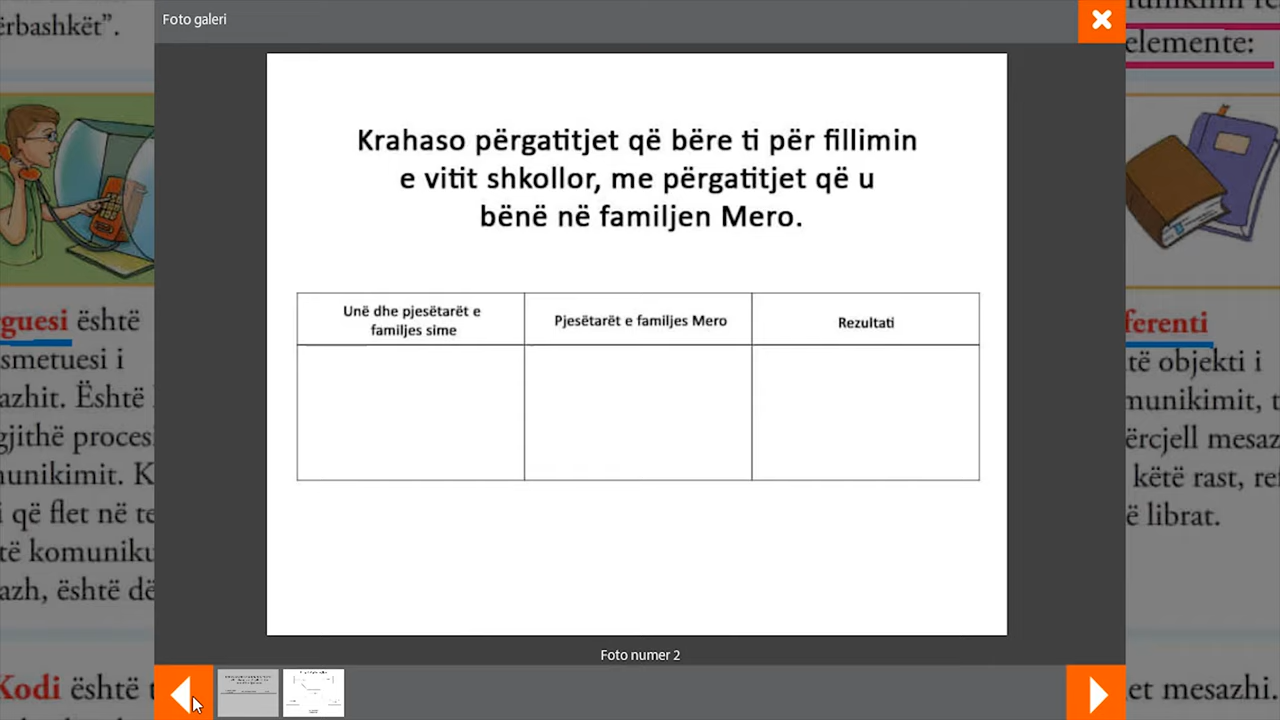 Foto galeri
Krahaso përgatitjet që bëre ti për fillimin
e vitit shkollor, me përgatitjet që u
bënë në familjen Mero.
Unë dhe pjesëtarët e
familjes sime
Pjesëtarët e familjes Mero
Rezultati
Foto numer 2
ërbashkët”.
guesi është
smetuesi i
azhit. Është
gjithë procesi
unikimit. K
i që flet në te
të komuniku
azh, është dë
Kodi është t
elemente:
ferenti
të objekti i
munikimit, t
ërcjell mesaz
këtë rast, ref
ë librat.
et mesazhi.